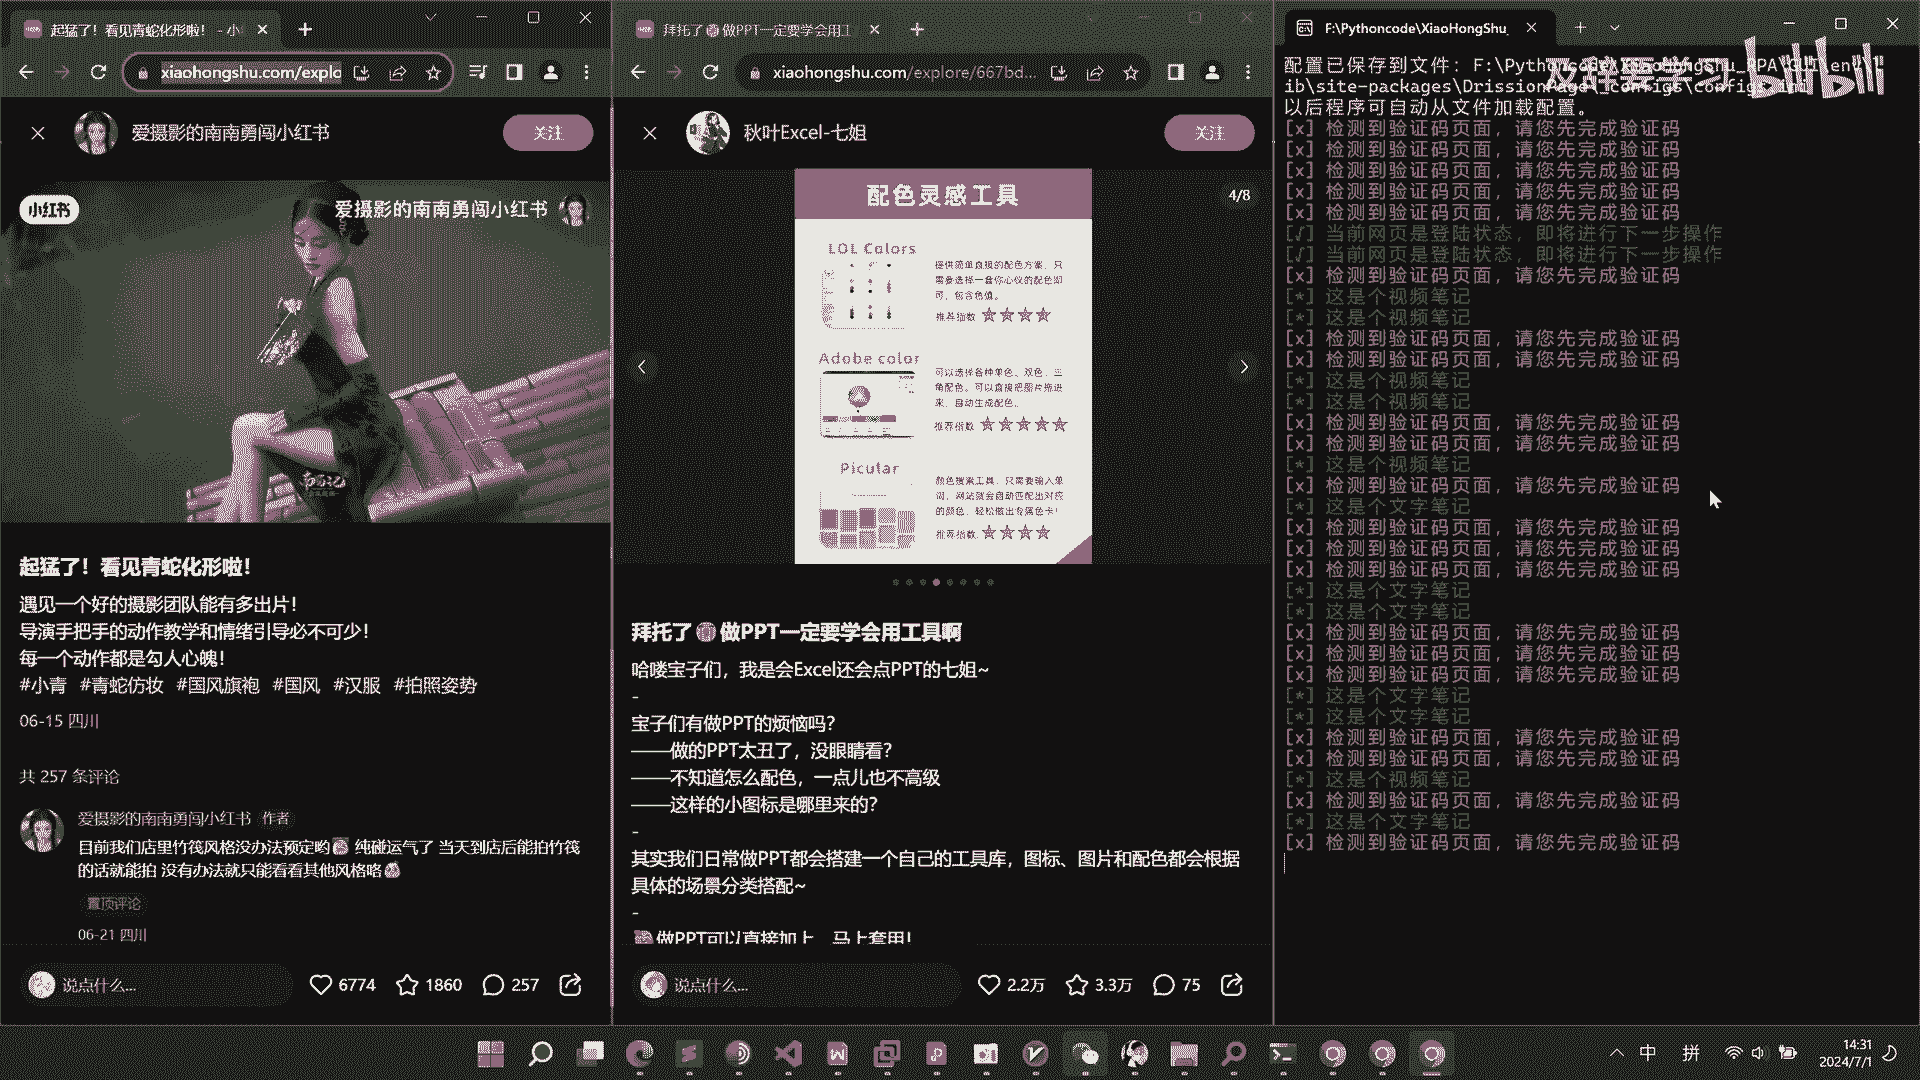 起猛了！看见青蛇化形啦！ - 小
xiaohongshu.com/explo
爱摄影的南南勇闯小红书
关注
小红书
爱摄影的南南勇闯小红书
起猛了！看见青蛇化形啦！
遇见一个好的摄影团队能有多出片！
导演手把手的动作教学和情绪引导必不可少！
每一个动作都是勾人心魄！
#小青 #青蛇仿妆 #国风旗袍 #国风 #汉服 #拍照姿势
06-15 四川
共 257 条评论
爱摄影的南南勇闯小红书 作者
目前我们店里竹筏风格没办法预定哟 纯碰运气了 当天到店后能拍竹筏
的话就能拍 没有办法就只能看看其他风格咯
置顶评论
06-21 四川
说点什么...
6774
1860
257
拜托了 做PPT一定要学会用工
xiaohongshu.com/explore/667bd...
秋叶Excel-七姐
关注
4/8
配色灵感工具
LOL Colors
提供简单直接的配色方案，只
需要选择一套你心仪的配色即
可，包含色值。
推荐指数
Adobe color
可以选择各种单色、双色、三
角配色。可以直接把图片拖进
来，自动生成配色。
推荐指数
Picular
颜色搜索工具，只需要输入单
词，网站就会自动匹配出对应
的颜色，轻松做出专属色卡！
推荐指数
拜托了 做PPT一定要学会用工具啊
哈喽宝子们，我是会Excel还会点PPT的七姐~
-
宝子们有做PPT的烦恼吗？
——做的PPT太丑了，没眼睛看？
——不知道怎么配色，一点儿也不高级
——这样的小图标是哪里来的？
-
其实我们日常做PPT都会搭建一个自己的工具库，图标、图片和配色都会根据
具体的场景分类搭配~
-
做PPT可以直接加上，马上套用！
说点什么...
2.2万
3.3万
75
F:\Pythoncode\XiaoHongShu_
bilibili
配置已保存到文件：F:\Pythoncode\XiaoHongShu_RPA\GUI
ib\site-packages\DrissionPage\_configs\configs.ini
以后程序可自动从文件加载配置。
[x] 检测到验证码页面，请您先完成验证码
[x] 检测到验证码页面，请您先完成验证码
[x] 检测到验证码页面，请您先完成验证码
[x] 检测到验证码页面，请您先完成验证码
[x] 检测到验证码页面，请您先完成验证码
[√] 当前网页是登陆状态，即将进行下一步操作
[√] 当前网页是登陆状态，即将进行下一步操作
[x] 检测到验证码页面，请您先完成验证码
[*] 这是个视频笔记
[*] 这是个视频笔记
[x] 检测到验证码页面，请您先完成验证码
[x] 检测到验证码页面，请您先完成验证码
[*] 这是个视频笔记
[*] 这是个视频笔记
[x] 检测到验证码页面，请您先完成验证码
[x] 检测到验证码页面，请您先完成验证码
[*] 这是个视频笔记
[x] 检测到验证码页面，请您先完成验证码
[*] 这是个文字笔记
[x] 检测到验证码页面，请您先完成验证码
[x] 检测到验证码页面，请您先完成验证码
[x] 检测到验证码页面，请您先完成验证码
[*] 这是个文字笔记
[*] 这是个文字笔记
[x] 检测到验证码页面，请您先完成验证码
[x] 检测到验证码页面，请您先完成验证码
[x] 检测到验证码页面，请您先完成验证码
[*] 这是个文字笔记
[*] 这是个文字笔记
[x] 检测到验证码页面，请您先完成验证码
[x] 检测到验证码页面，请您先完成验证码
[*] 这是个视频笔记
[x] 检测到验证码页面，请您先完成验证码
[*] 这是个文字笔记
[x] 检测到验证码页面，请您先完成验证码
中
拼
14:31
2024/7/1